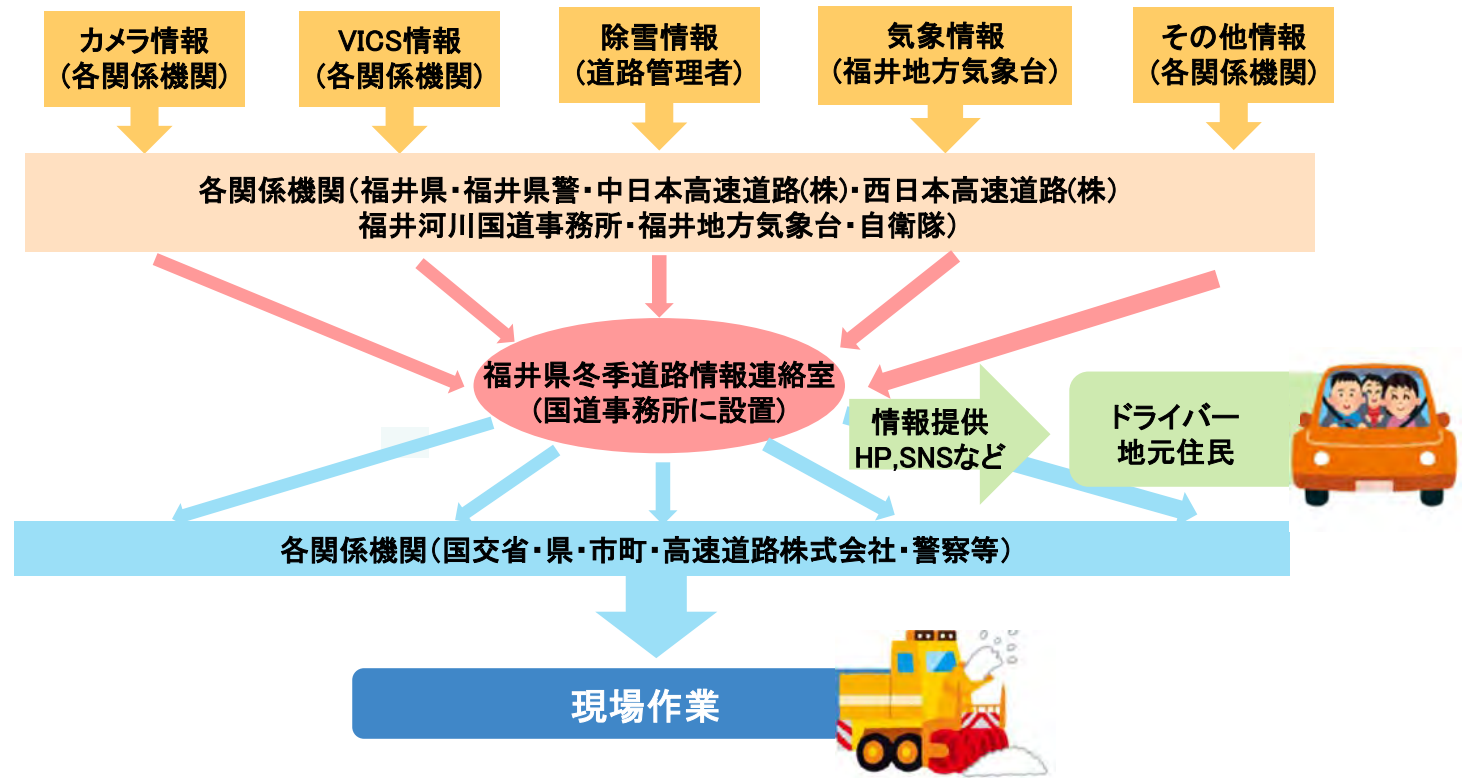 カメラ情報
(各関係機関)
VICS情報
(各関係機関)
除雪情報
(道路管理者)
気象情報
(福井地方気象台)
その他情報
(各関係機関)
各関係機関(福井県・福井県警・中日本高速道路(株)・西日本高速道路(株)
福井河川国道事務所・福井地方気象台・自衛隊)
福井県冬季道路情報連絡室
(国道事務所に設置)
情報提供
HP,SNSなど
ドライバー
地元住民
各関係機関(国交省・県・市町・高速道路株式会社・警察等)
現場作業